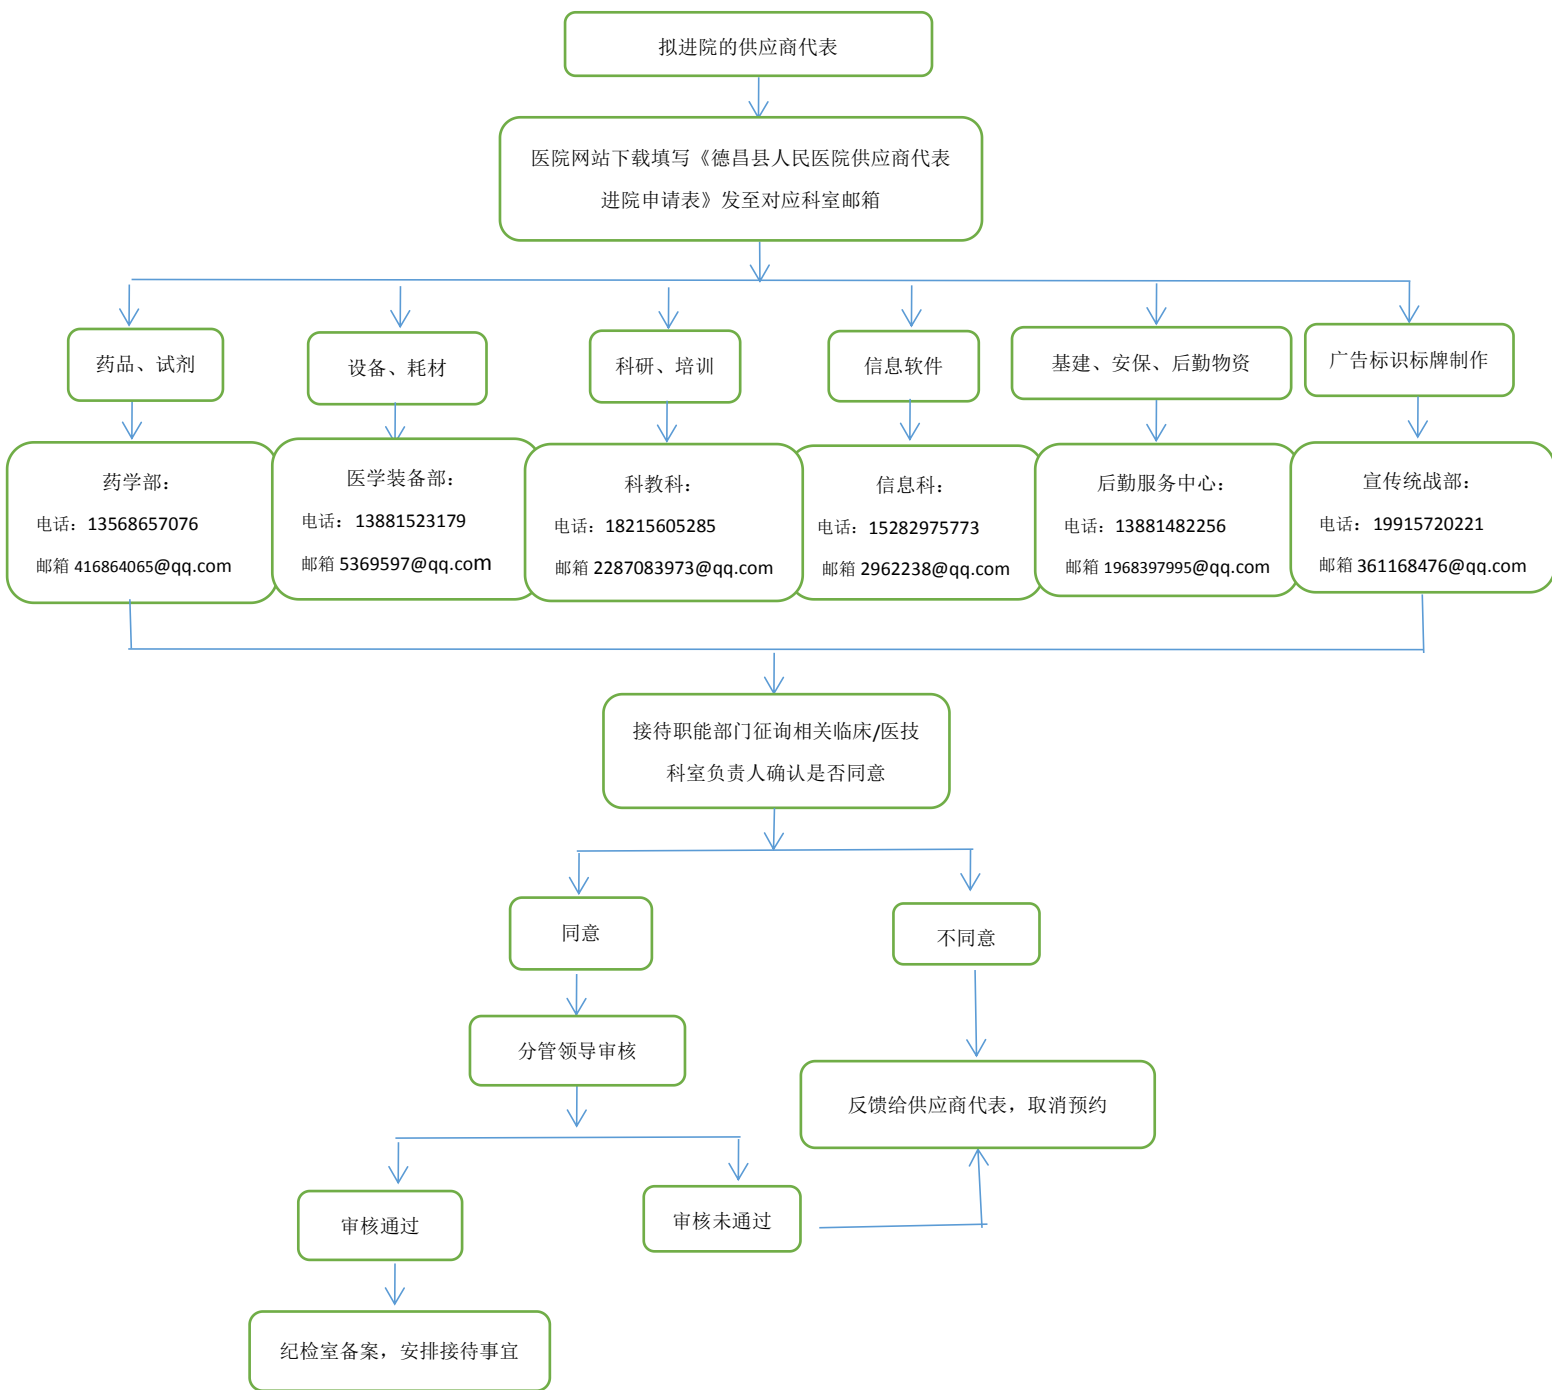 拟进院的供应商代表
医院网站下载填写《德昌县人民医院供应商代表
进院申请表》发至对应科室邮箱
药品、试剂
设备、耗材
科研、培训
信息软件
基建、安保、后勤物资
广告标识标牌制作
药学部：
电话：13568657076
邮箱 416864065@qq.com
医学装备部：
电话：13881523179
邮箱 5369597@qq.com
科教科：
电话：18215605285
邮箱 2287083973@qq.com
信息科：
电话：15282975773
邮箱 2962238@qq.com
后勤服务中心：
电话：13881482256
邮箱 1968397995@qq.com
宣传统战部：
电话：19915720221
邮箱 361168476@qq.com
接待职能部门征询相关临床/医技
科室负责人确认是否同意
同意
不同意
分管领导审核
反馈给供应商代表，取消预约
审核通过
审核未通过
纪检室备案，安排接待事宜